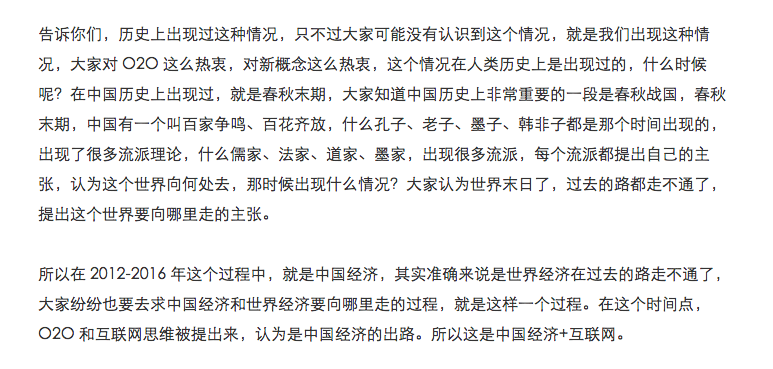 告诉你们，历史上出现过这种情况，只不过大家可能没有认识到这个情况，就是我们出现这种情
况，大家对 O2O 这么热衷，对新概念这么热衷，这个情况在人类历史上是出现过的，什么时候
呢？在中国历史上出现过，就是春秋末期，大家知道中国历史上非常重要的一段是春秋战国，春秋
末期，中国有一个叫百家争鸣、百花齐放，什么孔子、老子、墨子、韩非子都是那个时间出现的，
出现了很多流派理论，什么儒家、法家、道家、墨家，出现很多流派，每个流派都提出自己的主
张，认为这个世界向何处去，那时候出现什么情况？大家认为世界末日了，过去的路都走不通了，
提出这个世界要向哪里走的主张。
所以在 2012-2016 年这个过程中，就是中国经济，其实准确来说是世界经济在过去的路走不通了，
大家纷纷也要去求中国经济和世界经济要向哪里走的过程，就是这样一个过程。在这个时间点，
O2O 和互联网思维被提出来，认为是中国经济的出路。所以这是中国经济+互联网。